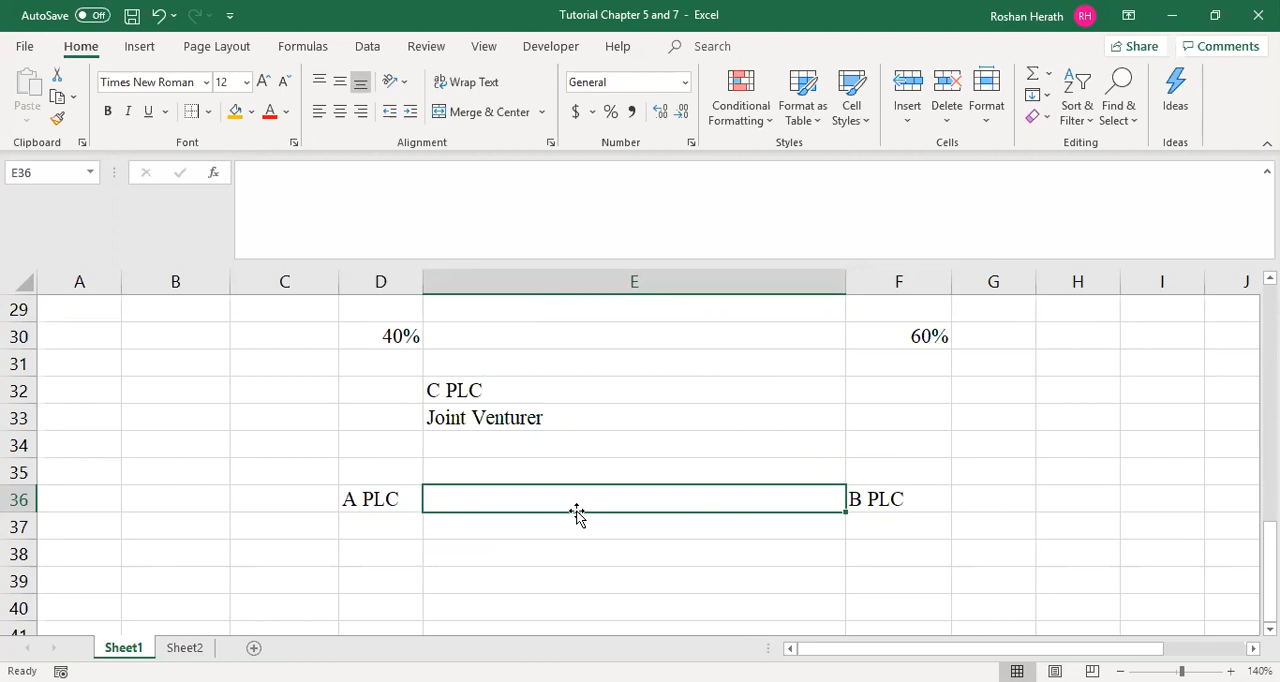 AutoSave Off
Tutorial Chapter 5 and 7 - Excel
Roshan Herath RH
File Home Insert Page Layout Formulas Data Review View Developer Help Search Share Comments
Paste
Times New Roman 12
B I U
Wrap Text
Merge & Center
General
$ % ,
Conditional Formatting
Format as Table
Cell Styles
Insert
Delete
Format
Sort & Filter
Find & Select
Ideas
Clipboard Font Alignment Number Styles Cells Editing Ideas
E36 fx
A B C D E F G H I J
29
30 40% 60%
31
32 C PLC
33 Joint Venturer
34
35
36 A PLC B PLC
37
38
39
40
41
Sheet1 Sheet2
Ready 140%